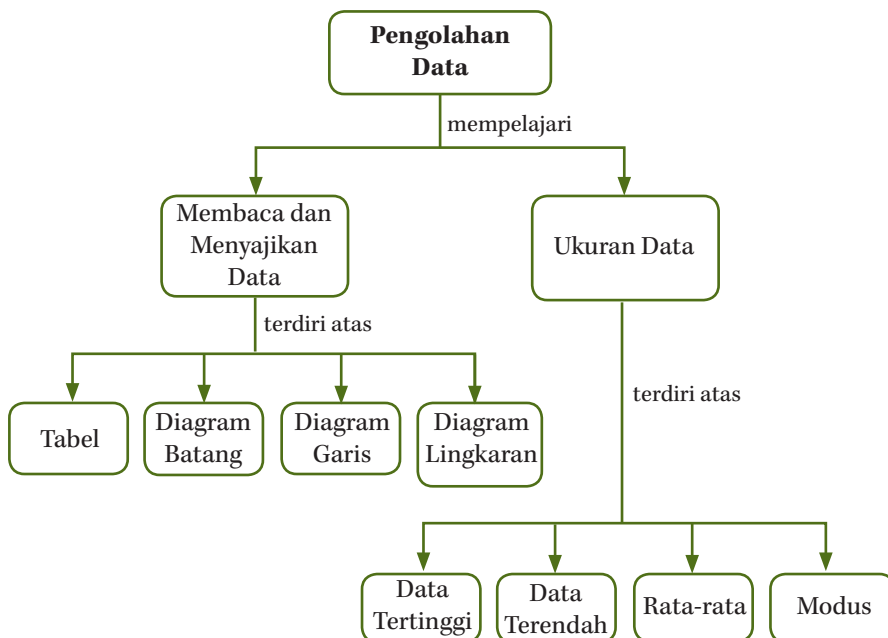 Pengolahan
Data
mempelajari
Membaca dan
Menyajikan
Data
Ukuran Data
terdiri atas
Tabel
Diagram
Batang
Diagram
Garis
Diagram
Lingkaran
terdiri atas
Data
Tertinggi
Data
Terendah
Rata-rata
Modus